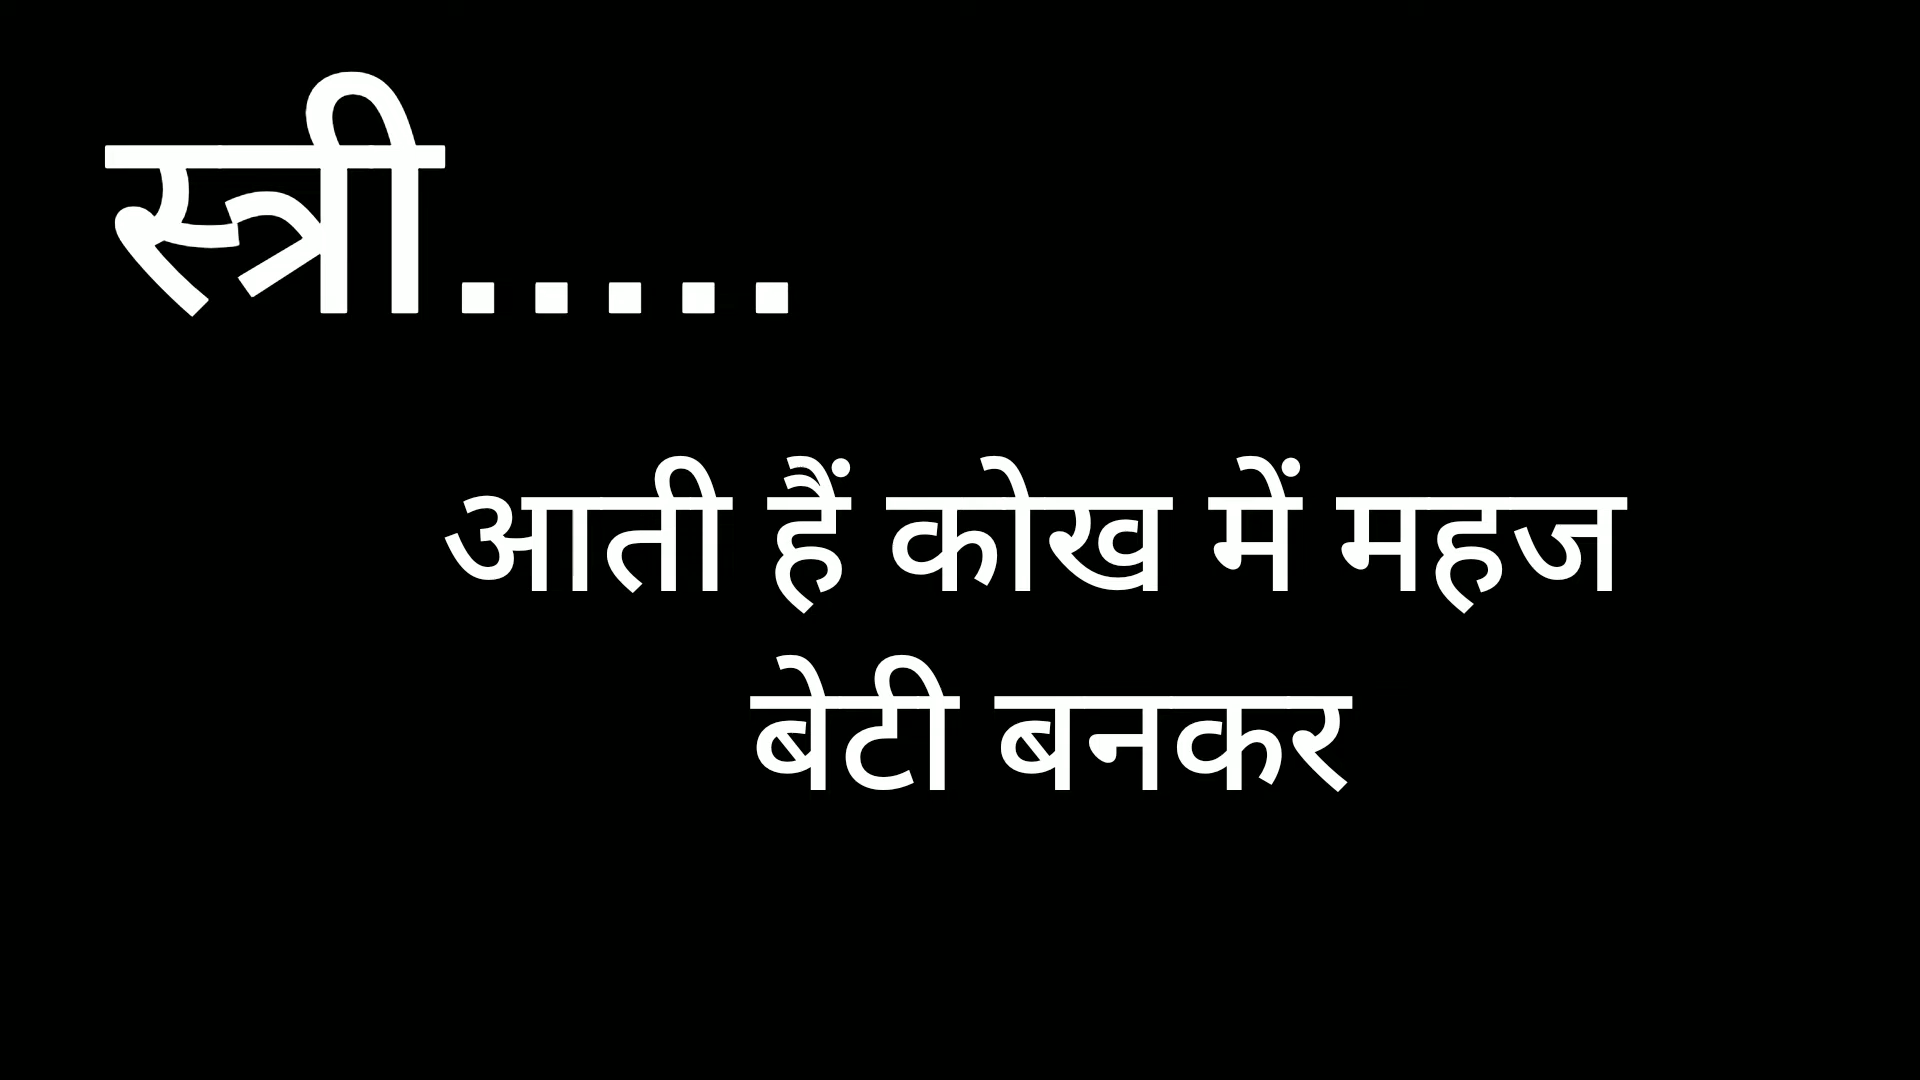 स्त्री.....
आती हैं कोख में महज
बेटी बनकर